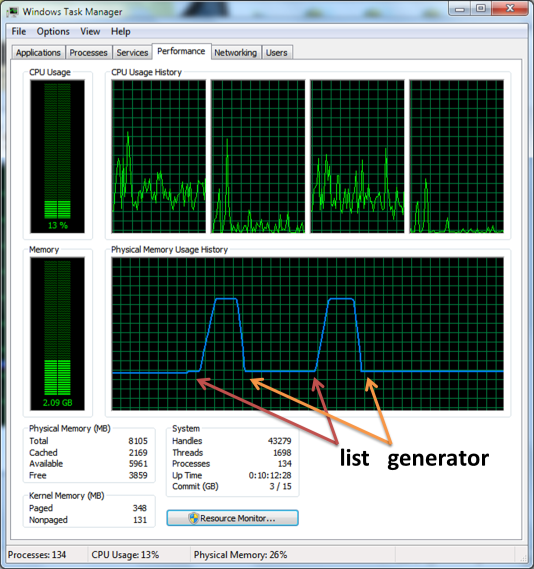 Windows Task Manager
File Options View Help
Applications Processes Services Performance Networking Users
CPU Usage
CPU Usage History
13 %
Memory
Physical Memory Usage History
2.09 GB
Physical Memory (MB)
Total 8105
Cached 2169
Available 5961
Free 3859
Kernel Memory (MB)
Paged 348
Nonpaged 131
System
Handles 43279
Threads 1698
Processes 134
Up Time 0:10:12:28
Commit (GB) 3 / 15
Resource Monitor...
list generator
Processes: 134 CPU Usage: 13% Physical Memory: 26%